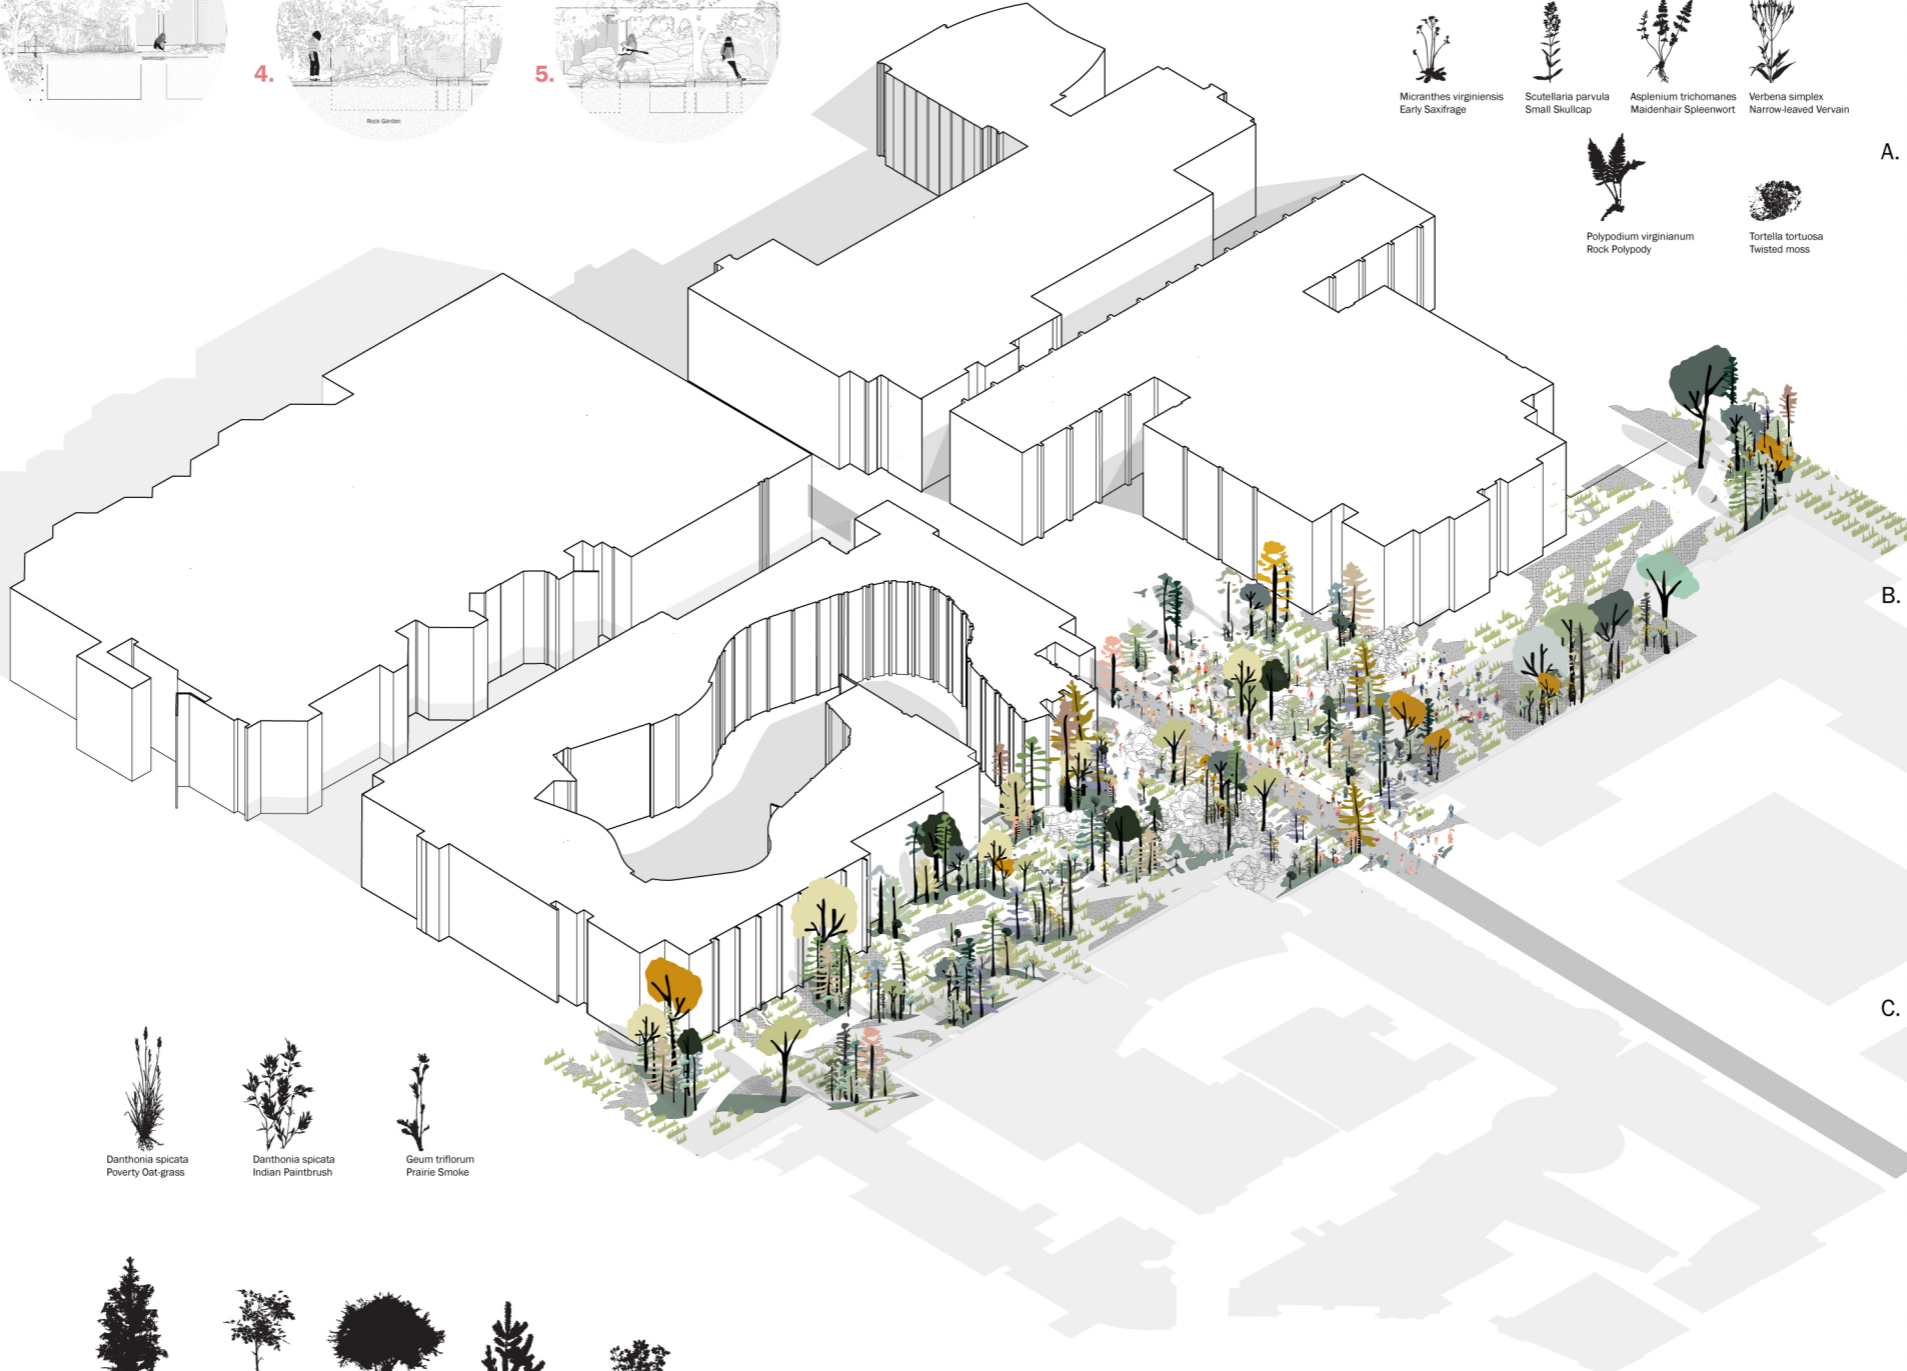 4.
5.
Rock Garden
Micranthes virginiensis
Early Saxifrage
Scutellaria parvula
Small Skullcap
Asplenium trichomanes
Maidenhair Spleenwort
Verbena simplex
Narrow-leaved Vervain
A.
Polypodium virginianum
Rock Polypody
Tortella tortuosa
Twisted moss
B.
C.
Danthonia spicata
Poverty Oat-grass
Danthonia spicata
Indian Paintbrush
Geum triflorum
Prairie Smoke